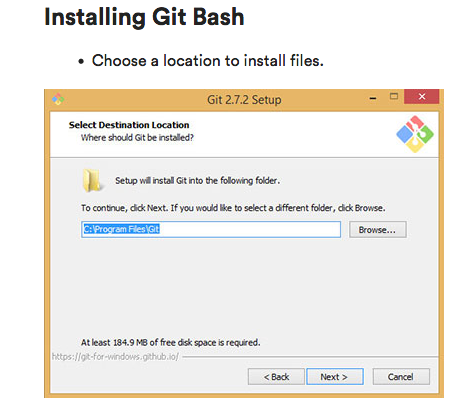 Installing Git Bash
• Choose a location to install files.
Git 2.7.2 Setup
Select Destination Location
Where should Git be installed?
Setup will install Git into the following folder.
To continue, click Next. If you would like to select a different folder, click Browse.
C:\Program Files\Git
Browse...
At least 184.9 MB of free disk space is required.
https://git-for-windows.github.io/
< Back
Next >
Cancel